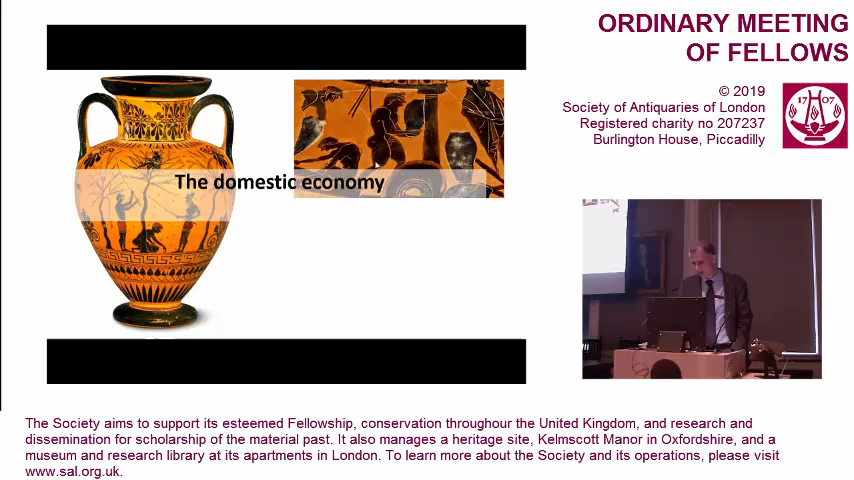 ORDINARY MEETING
OF FELLOWS
© 2019
Society of Antiquaries of London
Registered charity no 207237
Burlington House, Piccadilly
17 07
The domestic economy
The Society aims to support its esteemed Fellowship, conservation throughour the United Kingdom, and research and
dissemination for scholarship of the material past. It also manages a heritage site, Kelmscott Manor in Oxfordshire, and a
museum and research library at its apartments in London. To learn more about the Society and its operations, please visit
www.sal.org.uk.